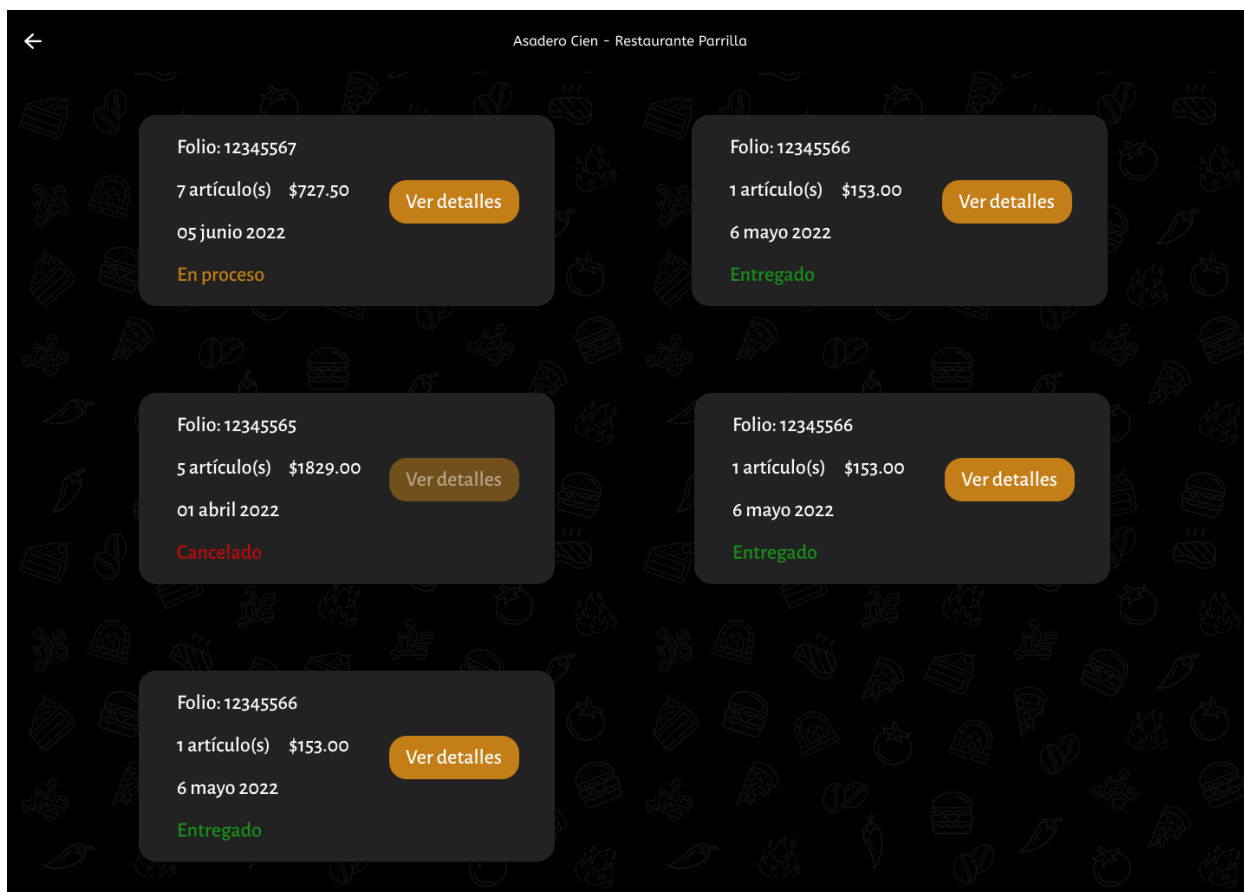 Asadero Cien - Restaurante Parrilla
Folio: 12345567
7 artículo(s) $727.50
Ver detalles
05 junio 2022
En proceso
Folio: 12345566
1 artículo(s) $153.00
Ver detalles
6 mayo 2022
Entregado
Folio: 12345565
5 artículo(s) $1829.00
Ver detalles
01 abril 2022
Cancelado
Folio: 12345566
1 artículo(s) $153.00
Ver detalles
6 mayo 2022
Entregado
Folio: 12345566
1 artículo(s) $153.00
Ver detalles
6 mayo 2022
Entregado